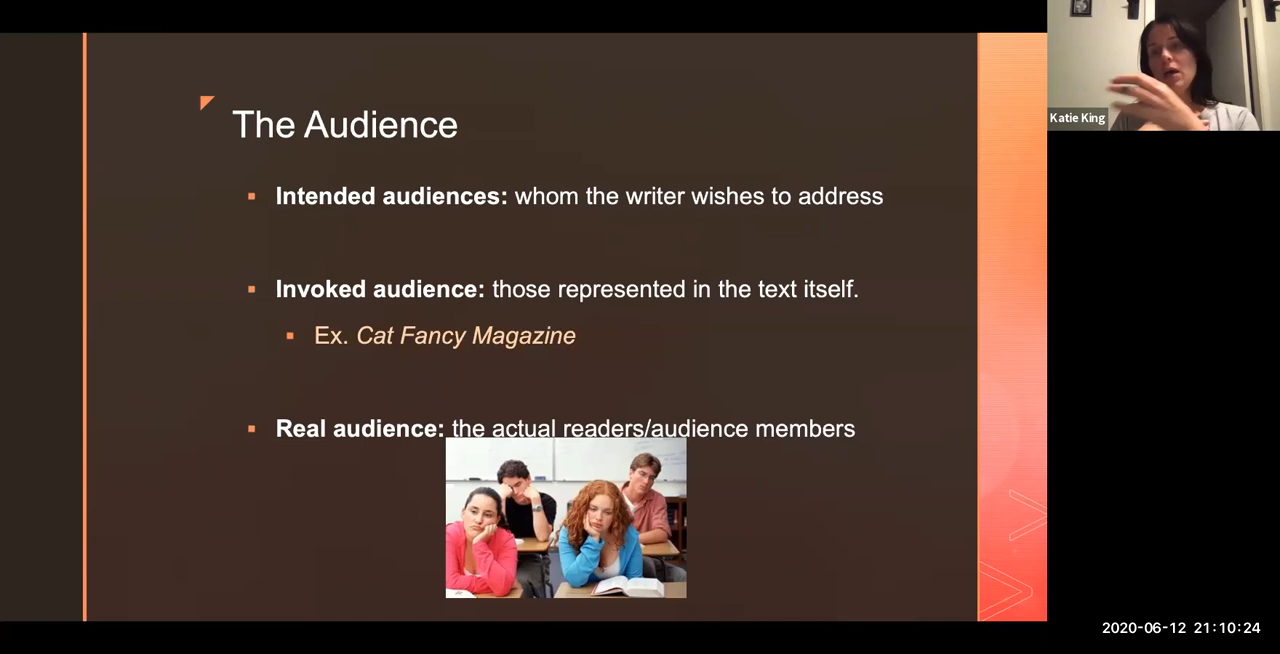 The Audience
Intended audiences: whom the writer wishes to address
Invoked audience: those represented in the text itself.
Ex. Cat Fancy Magazine
Real audience: the actual readers/audience members
Katie King
2020-06-12 21:10:24